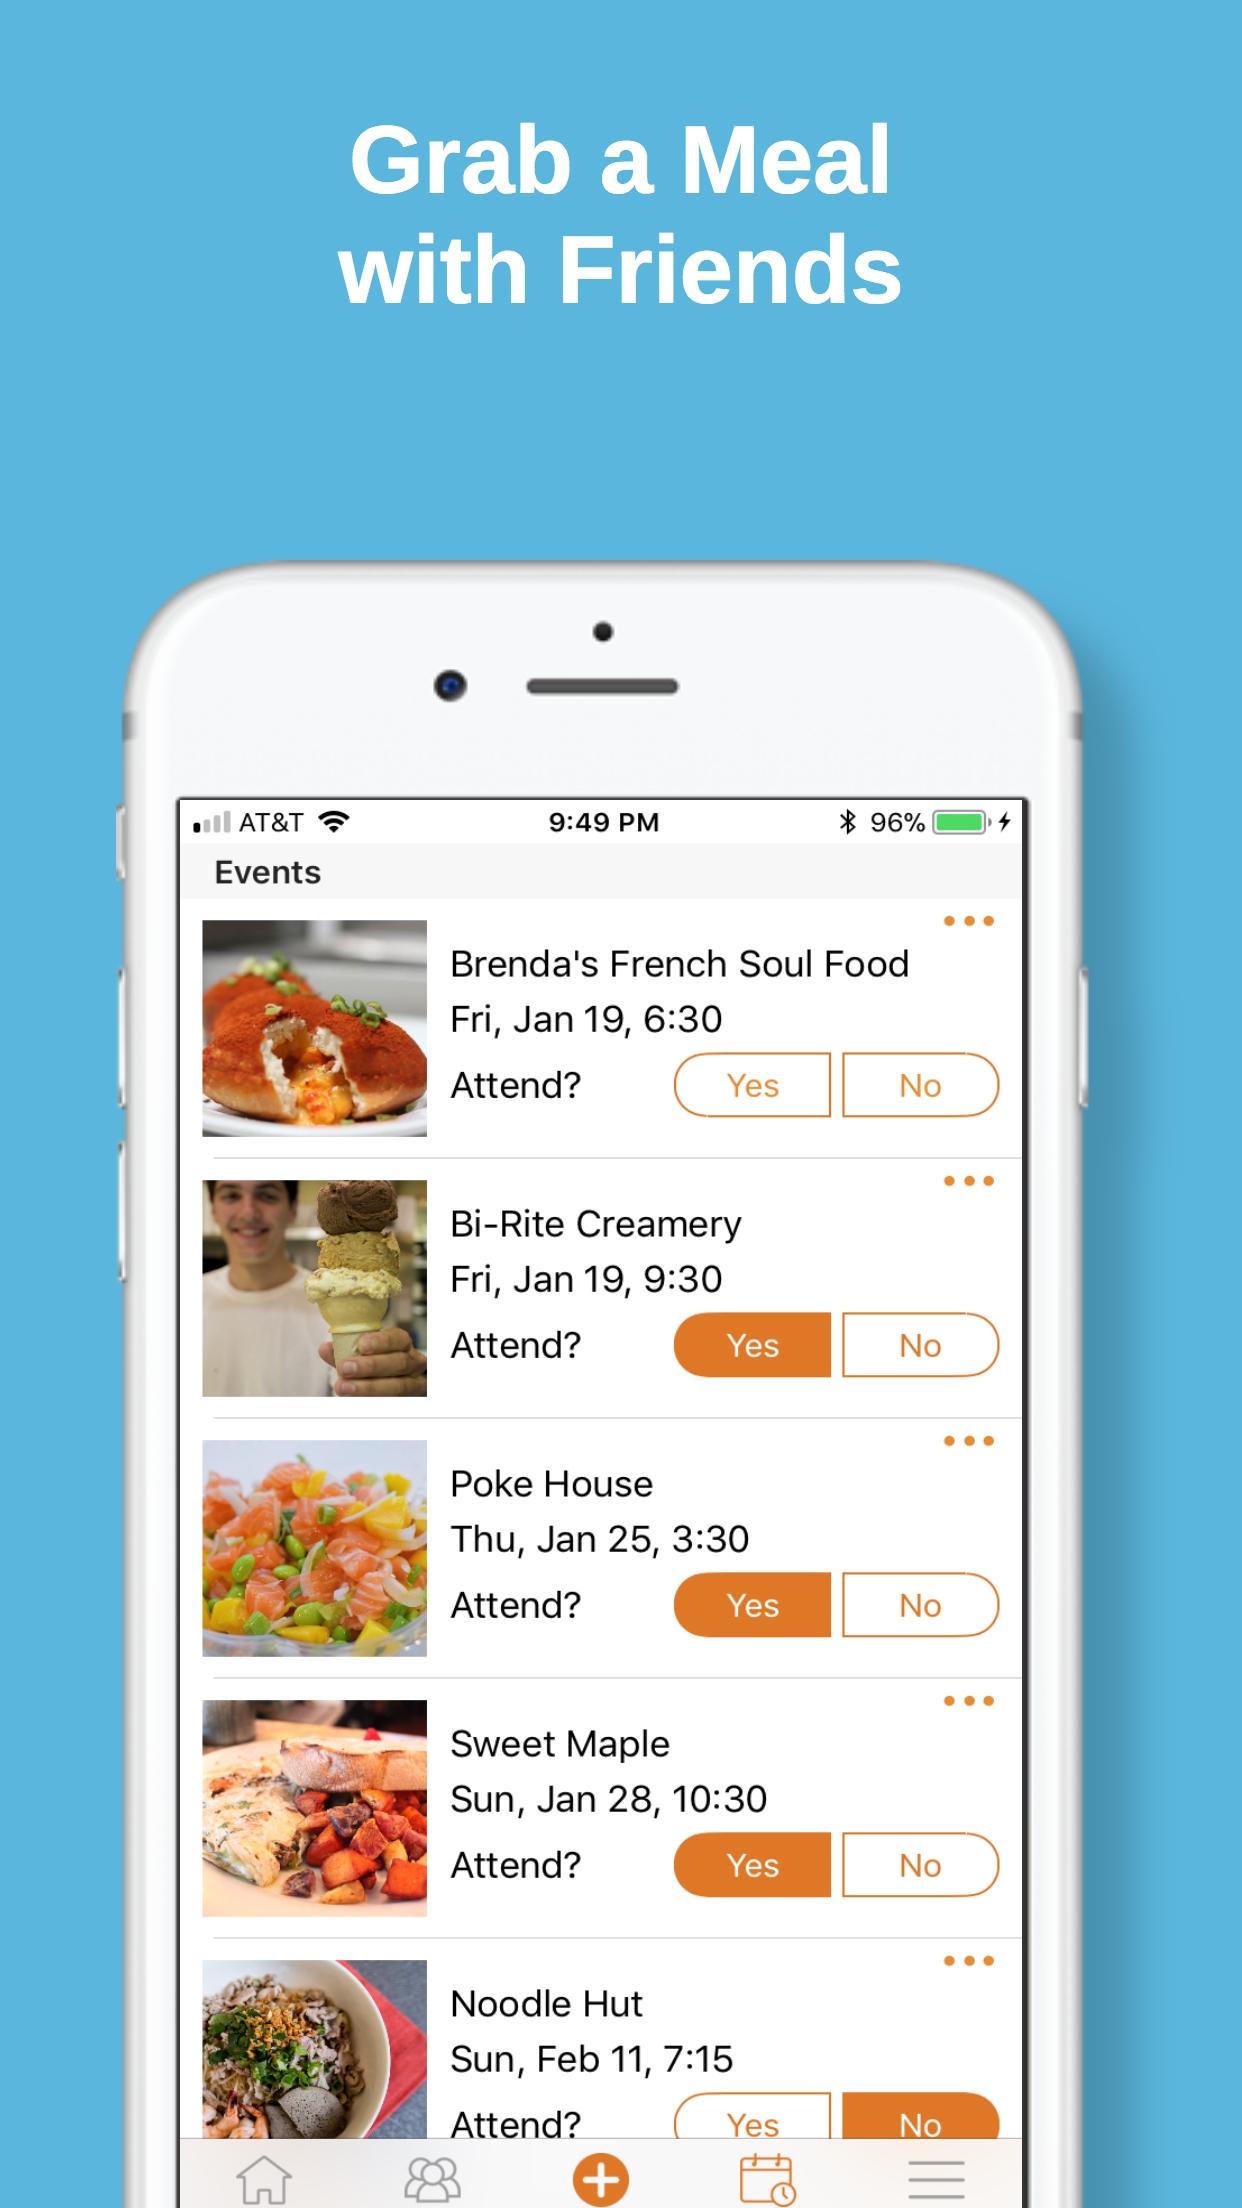 Grab a Meal
with Friends
AT&T 9:49 PM 96%
Events
Brenda's French Soul Food
Fri, Jan 19, 6:30
Attend? Yes No
Bi-Rite Creamery
Fri, Jan 19, 9:30
Attend? Yes No
Poke House
Thu, Jan 25, 3:30
Attend? Yes No
Sweet Maple
Sun, Jan 28, 10:30
Attend? Yes No
Noodle Hut
Sun, Feb 11, 7:15
Attend? Yes No